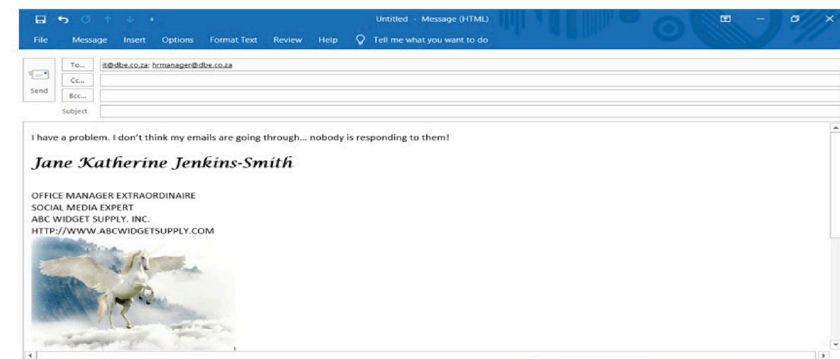 Untitled - Message (HTML)
File Message Insert Options Format Text Review Help Tell me what you want to do
To... it@dbe.co.za; hrmanager@dbe.co.za
Cc...
Send
Bcc...
Subject
I have a problem. I don't think my emails are going through... nobody is responding to them!
Jane Katherine Jenkins-Smith
OFFICE MANAGER EXTRAORDINAIRE
SOCIAL MEDIA EXPERT
ABC WIDGET SUPPLY. INC.
HTTP://WWW.ABCWIDGETSUPPLY.COM